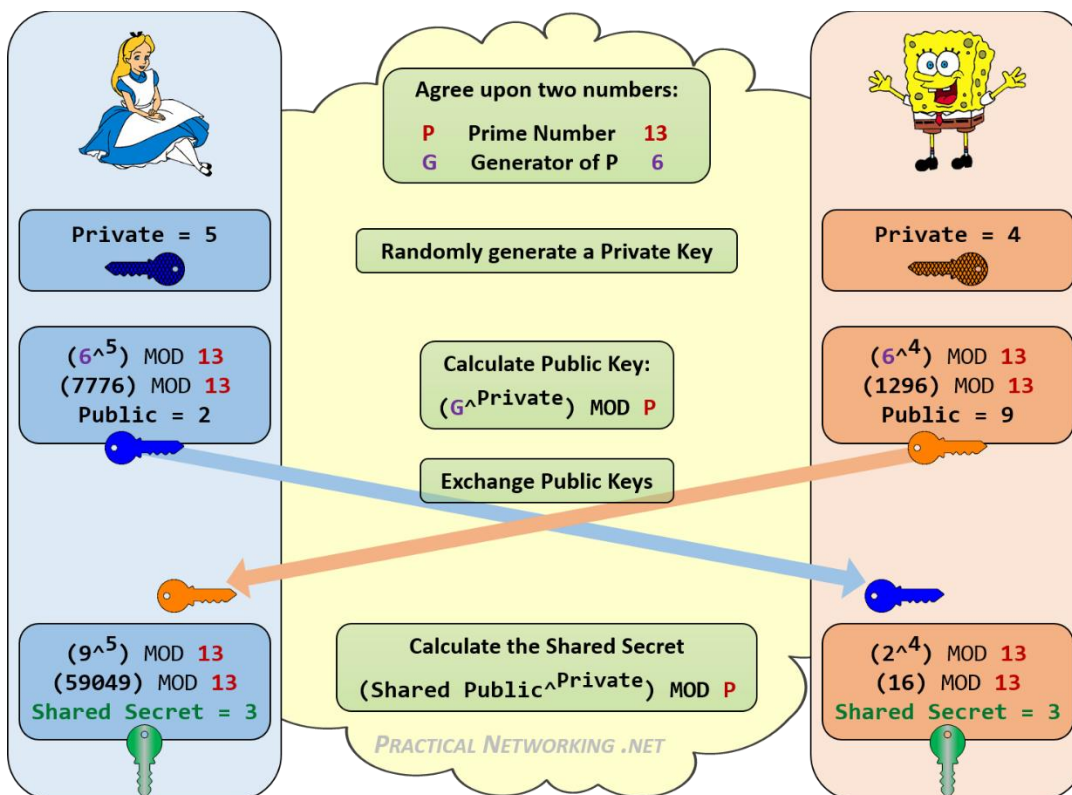 Agree upon two numbers:
P Prime Number 13
G Generator of P 6
Private = 5
Randomly generate a Private Key
Private = 4
(6^5) MOD 13
(7776) MOD 13
Public = 2
Calculate Public Key:
(G^Private) MOD P
(6^4) MOD 13
(1296) MOD 13
Public = 9
Exchange Public Keys
(9^5) MOD 13
(59049) MOD 13
Shared Secret = 3
Calculate the Shared Secret
(Shared Public^Private) MOD P
(2^4) MOD 13
(16) MOD 13
Shared Secret = 3
PRACTICAL NETWORKING .NET